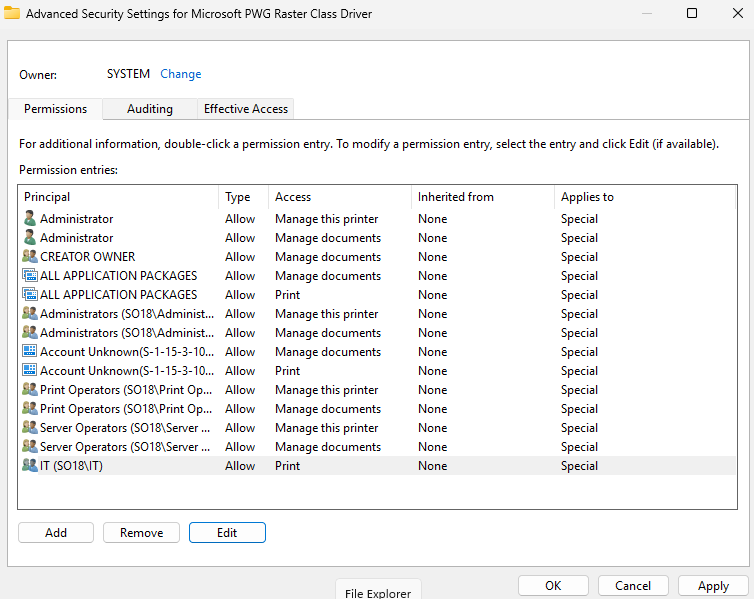 Advanced Security Settings for Microsoft PWG Raster Class Driver
Owner: SYSTEM Change
Permissions Auditing Effective Access
For additional information, double-click a permission entry. To modify a permission entry, select the entry and click Edit (if available).
Permission entries:
Principal Type Access Inherited from Applies to
Administrator Allow Manage this printer None Special
Administrator Allow Manage documents None Special
CREATOR OWNER Allow Manage documents None Special
ALL APPLICATION PACKAGES Allow Manage documents None Special
ALL APPLICATION PACKAGES Allow Print None Special
Administrators (SO18\Administ... Allow Manage this printer None Special
Administrators (SO18\Administ... Allow Manage documents None Special
Account Unknown(S-1-15-3-10... Allow Manage documents None Special
Account Unknown(S-1-15-3-10... Allow Print None Special
Print Operators (SO18\Print Op... Allow Manage this printer None Special
Print Operators (SO18\Print Op... Allow Manage documents None Special
Server Operators (SO18\Server ... Allow Manage this printer None Special
Server Operators (SO18\Server ... Allow Manage documents None Special
IT (SO18\IT) Allow Print None Special
Add Remove Edit
OK Cancel Apply
File Explorer